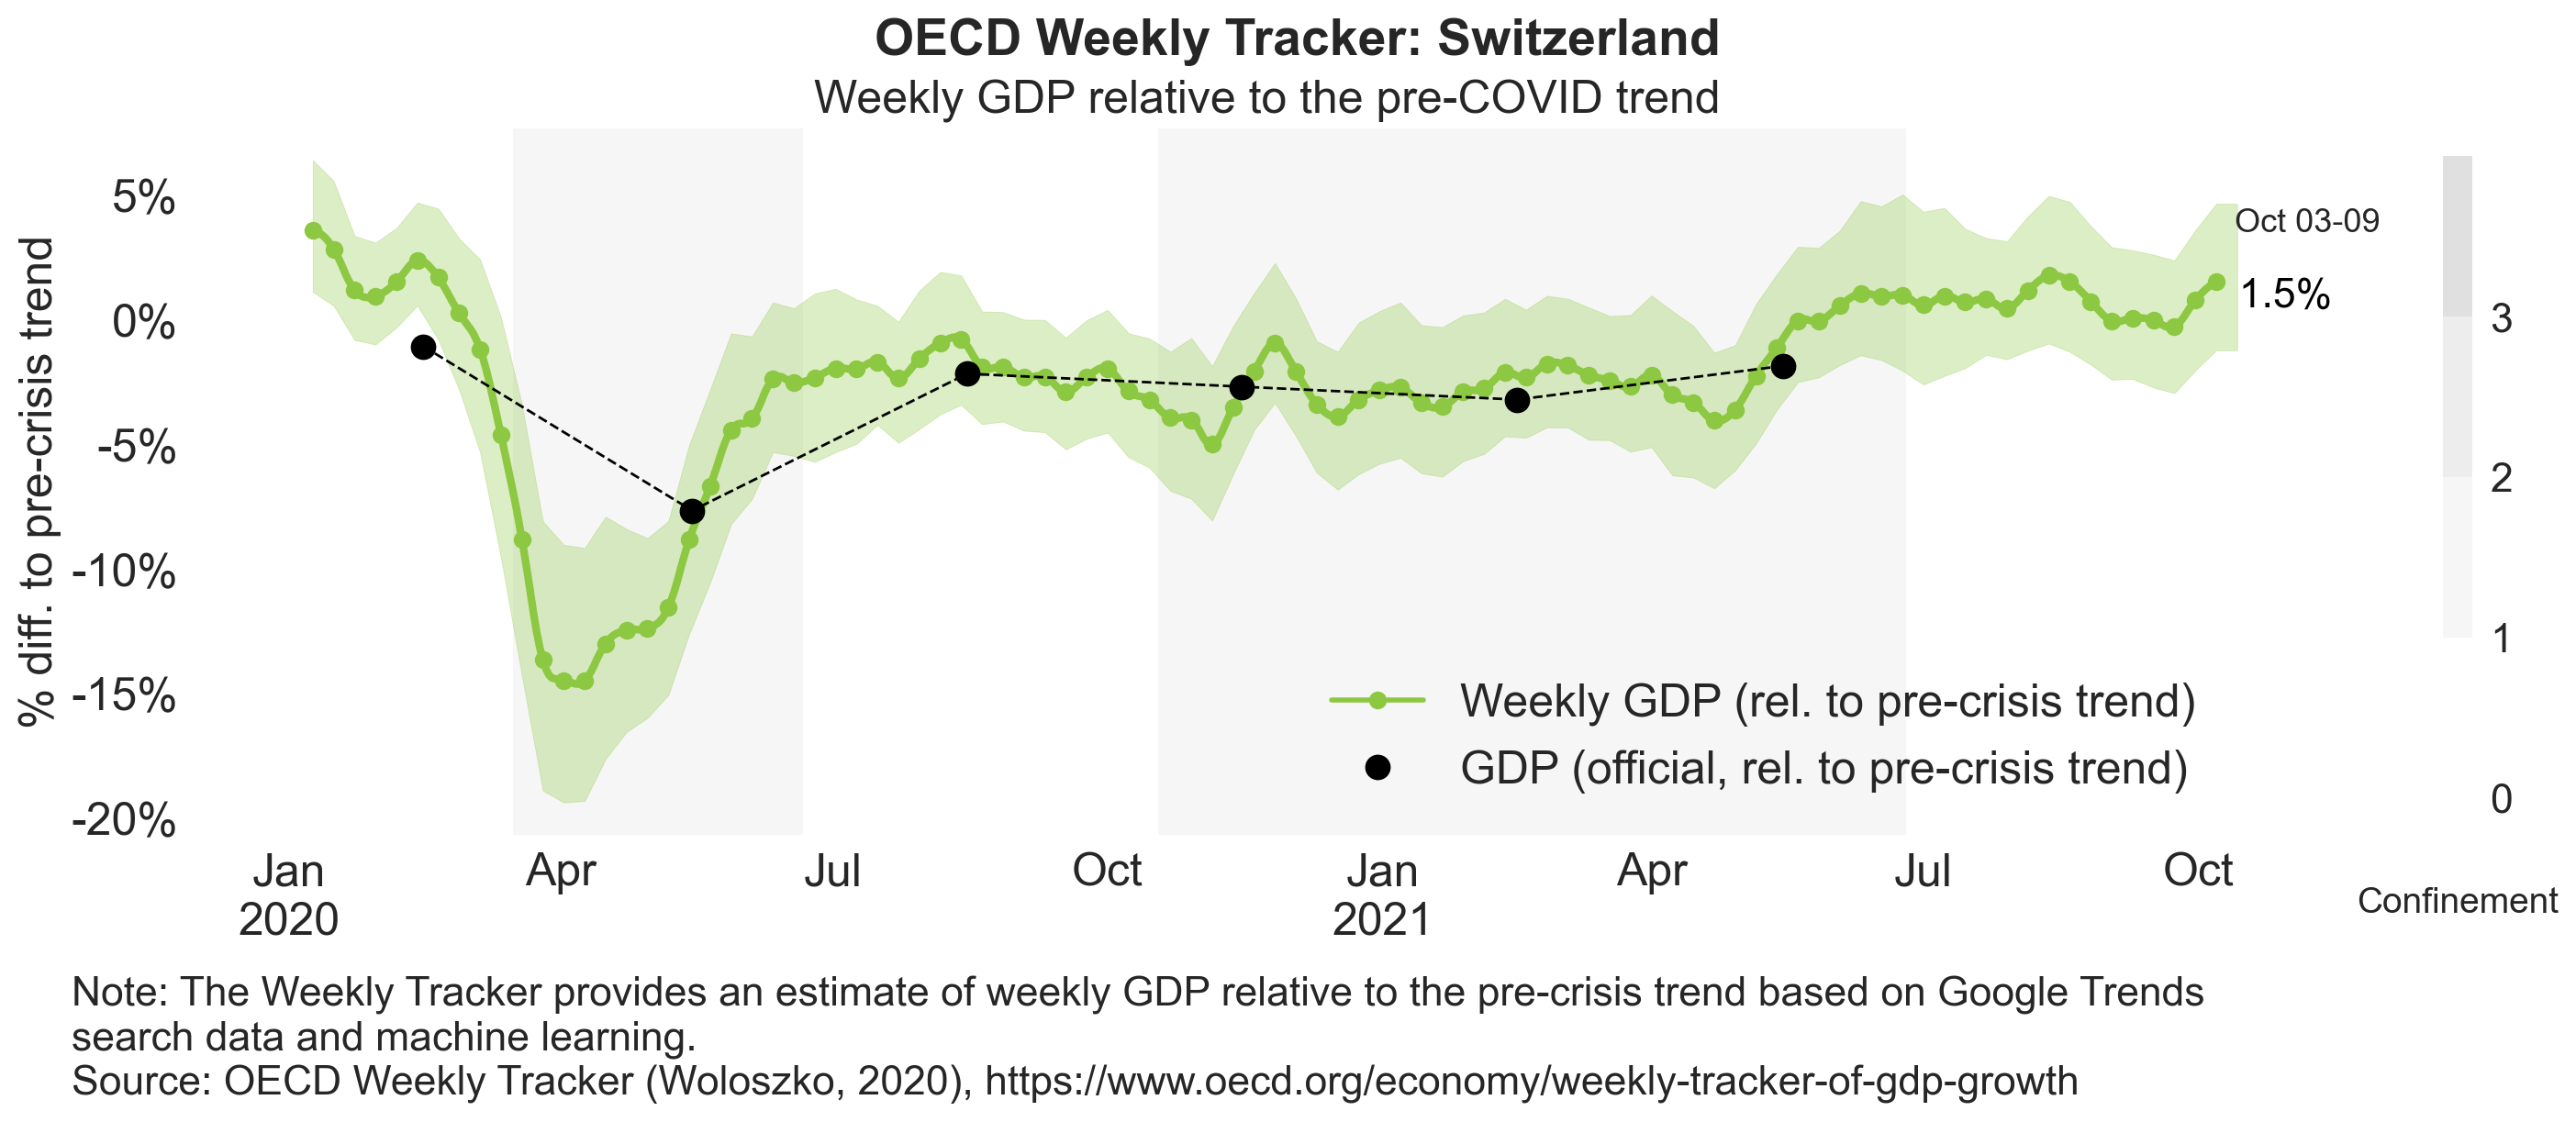 OECD Weekly Tracker: Switzerland
Weekly GDP relative to the pre-COVID trend
% diff. to pre-crisis trend
5%
0%
-5%
-10%
-15%
-20%
Oct 03-09
1.5%
Weekly GDP (rel. to pre-crisis trend)
GDP (official, rel. to pre-crisis trend)
3
2
1
0
Confinement
Jan Apr Jul Oct Jan Apr Jul Oct
2020 2021
Note: The Weekly Tracker provides an estimate of weekly GDP relative to the pre-crisis trend based on Google Trends
search data and machine learning.
Source: OECD Weekly Tracker (Woloszko, 2020), https://www.oecd.org/economy/weekly-tracker-of-gdp-growth